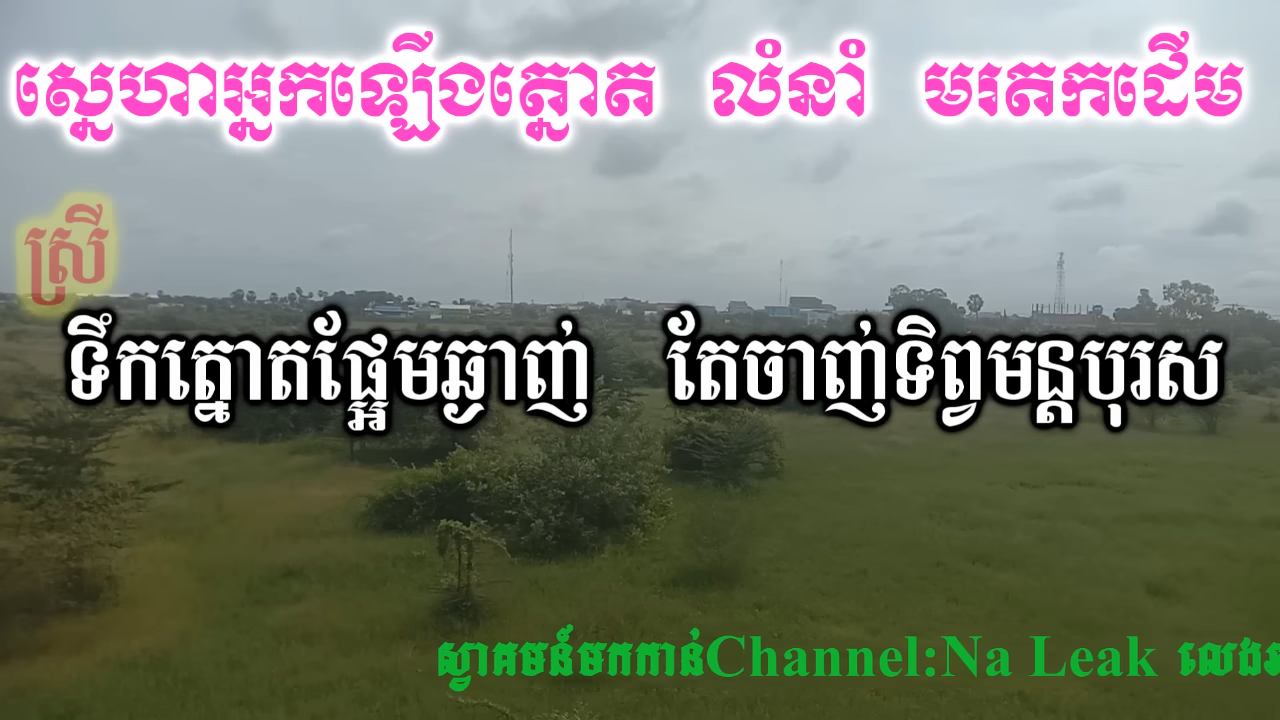 ស្នេហាអ្នកឡើងត្នោត លំនាំ មរតកដើម
ស្រី
ទឹកត្នោតផ្អែមឆ្ងាញ់ តែចាញ់ទិព្វមន្តបុរស
ស្វាគមន៍មកកាន់Channel:Na Leak